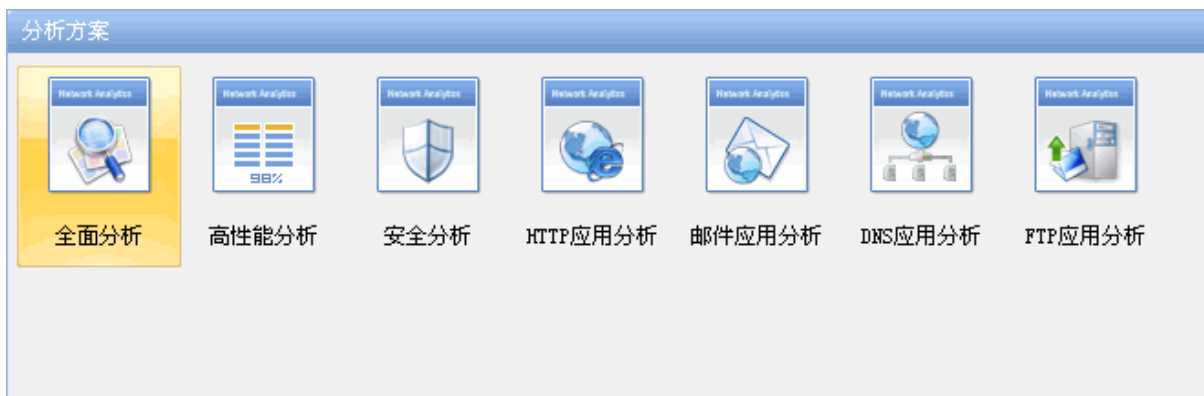 分析方案
Network Analytics Network Analytics Network Analytics Network Analytics Network Analytics Network Analytics Network Analytics
98%
全面分析 高性能分析 安全分析 HTTP应用分析 邮件应用分析 DNS应用分析 FTP应用分析